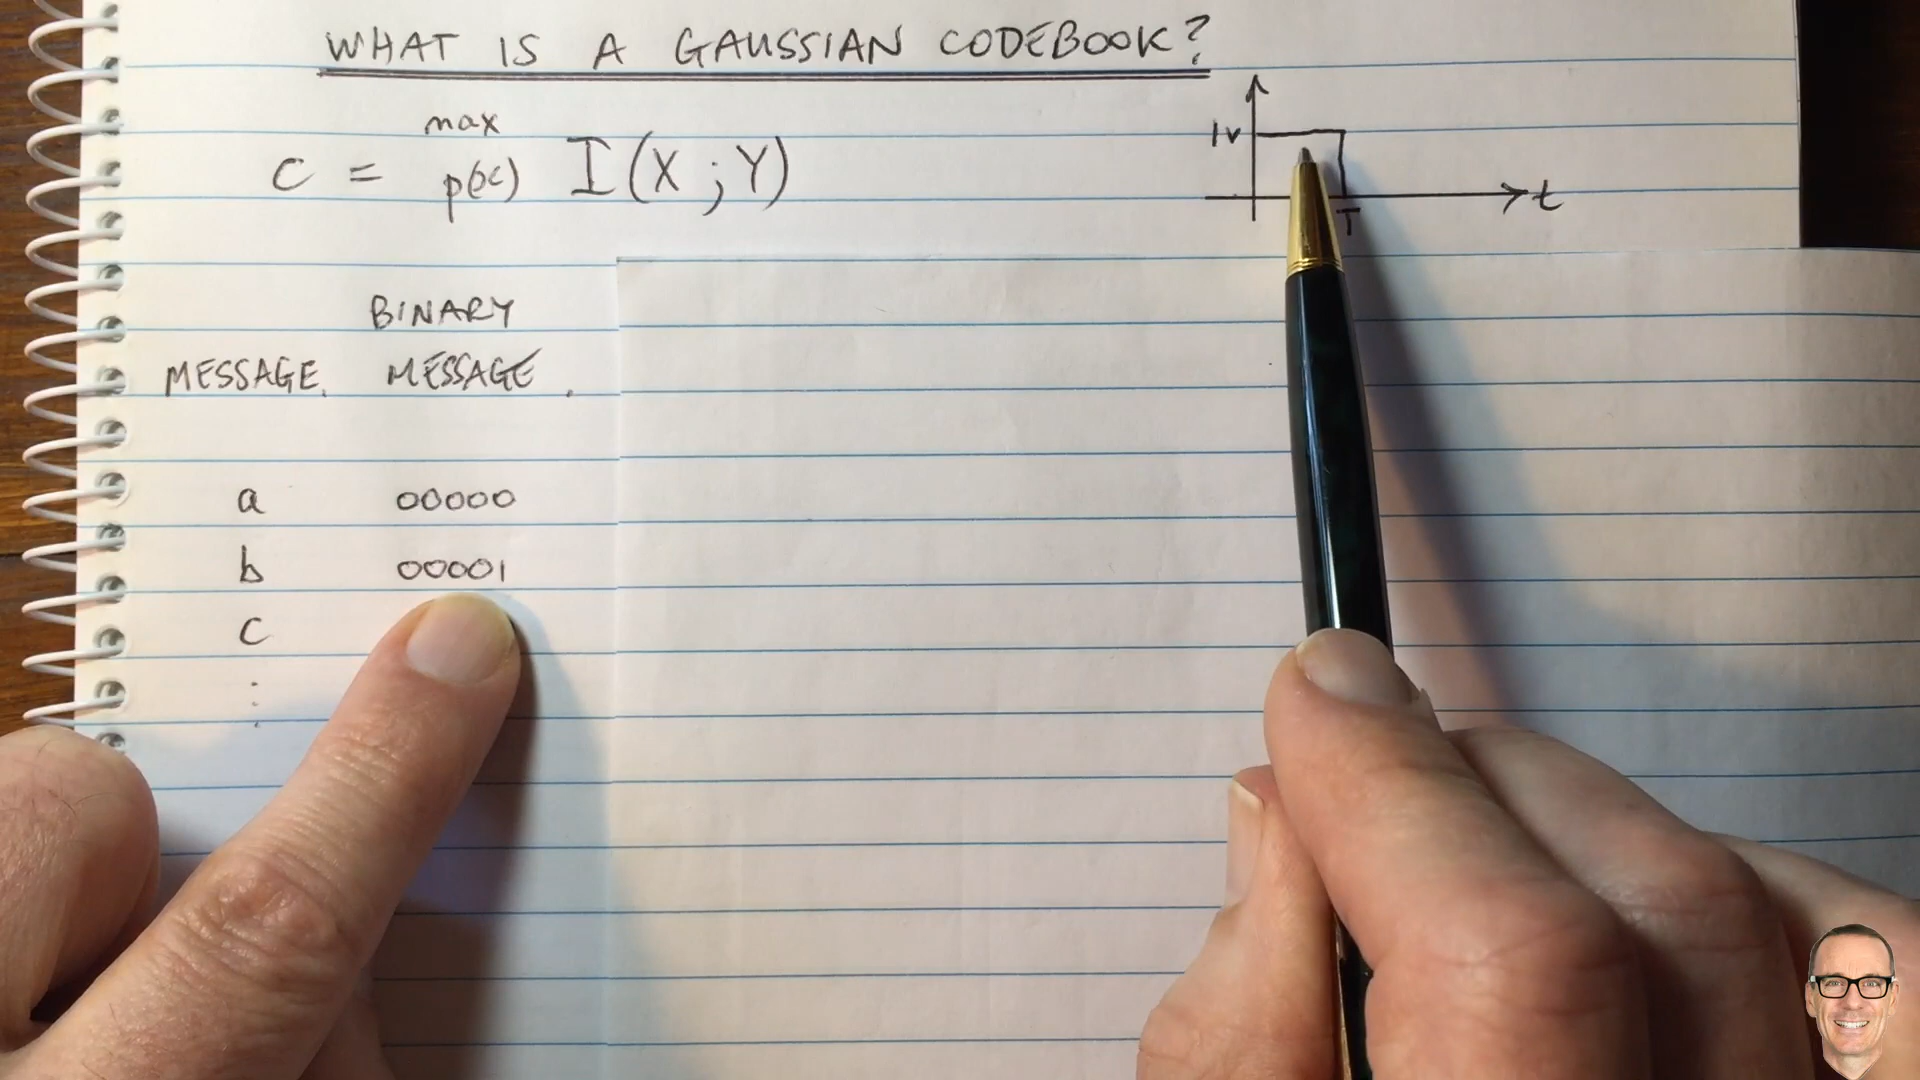 WHAT IS A GAUSSIAN CODEBOOK?
max
C = p(x) I(X;Y)
1v
t
T
BINARY
MESSAGE MESSAGE
a 00000
b 00001
c
⋮